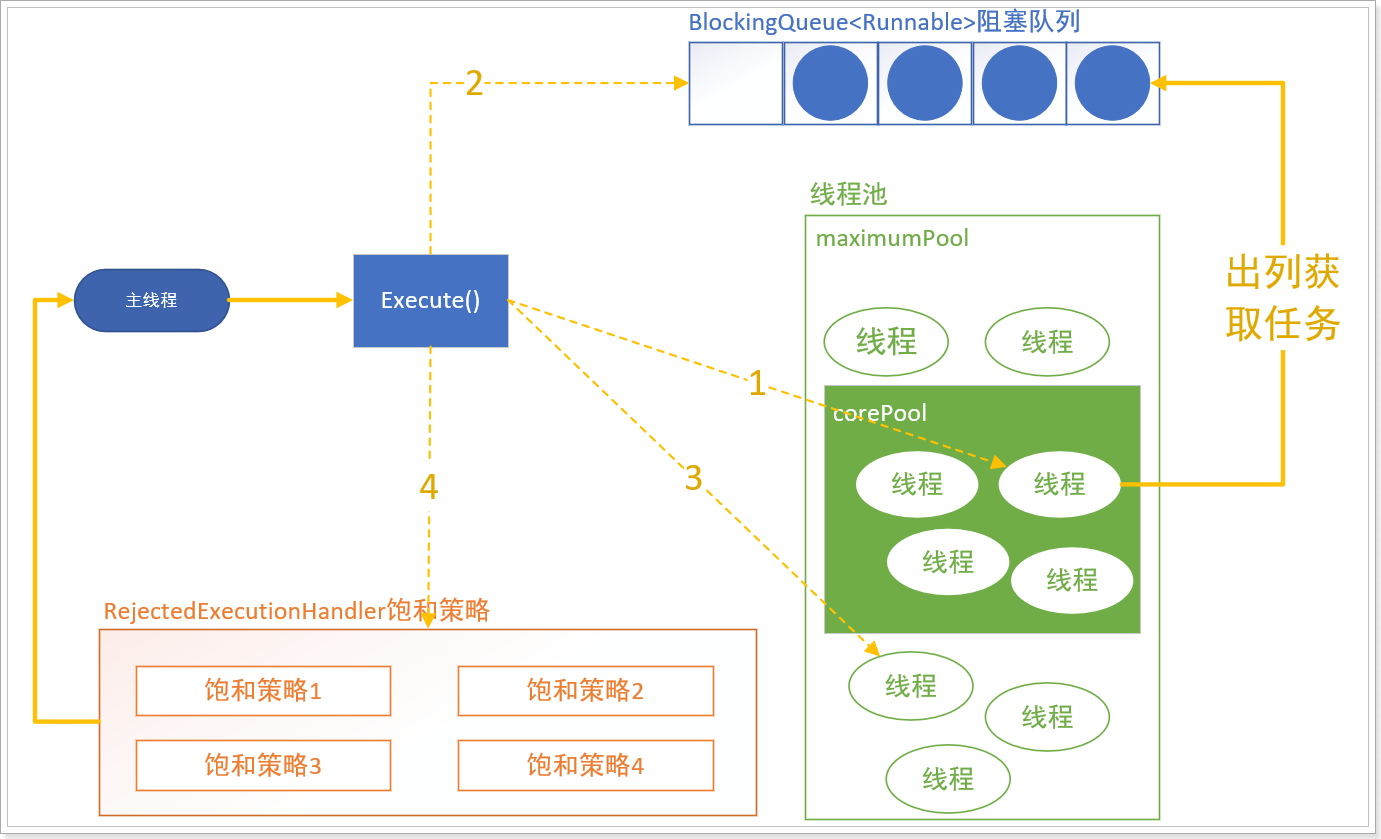 BlockingQueue<Runnable>阻塞队列
2
线程池
maximumPool
出列获
取任务
主线程
Execute()
线程
线程
1
corePool
线程
线程
3
4
线程
线程
RejectedExecutionHandler饱和策略
饱和策略1
饱和策略2
线程
线程
饱和策略3
饱和策略4
线程